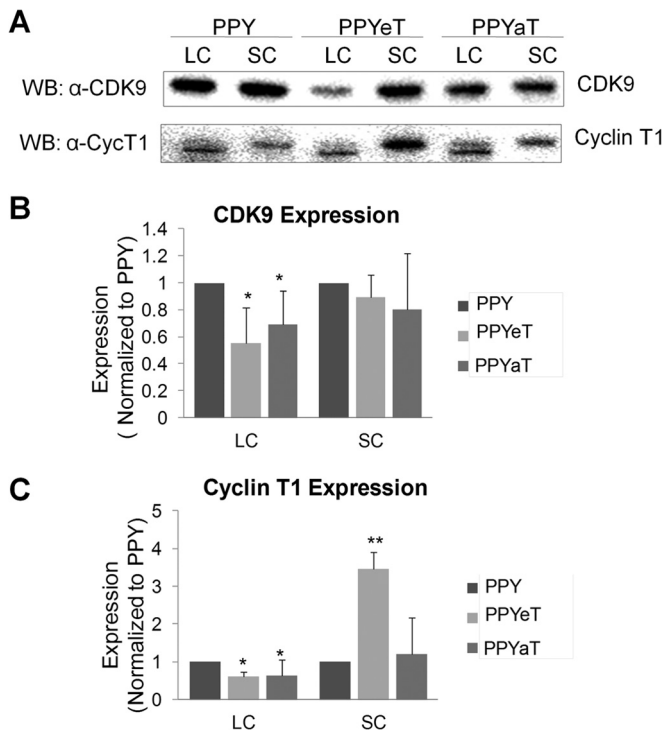 A
PPY PPYeT PPYaT
LC SC LC SC LC SC
WB: α-CDK9 CDK9
WB: α-CycT1 Cyclin T1
B
CDK9 Expression
Expression
( Normalized to PPY)
1.4
1.2
1
0.8
0.6
0.4
0.2
0
* *
LC SC
PPY
PPYeT
PPYaT
C
Cyclin T1 Expression
Expression
(Normalized to PPY)
5
4
3
2
1
0
* * **
LC SC
PPY
PPYeT
PPYaT